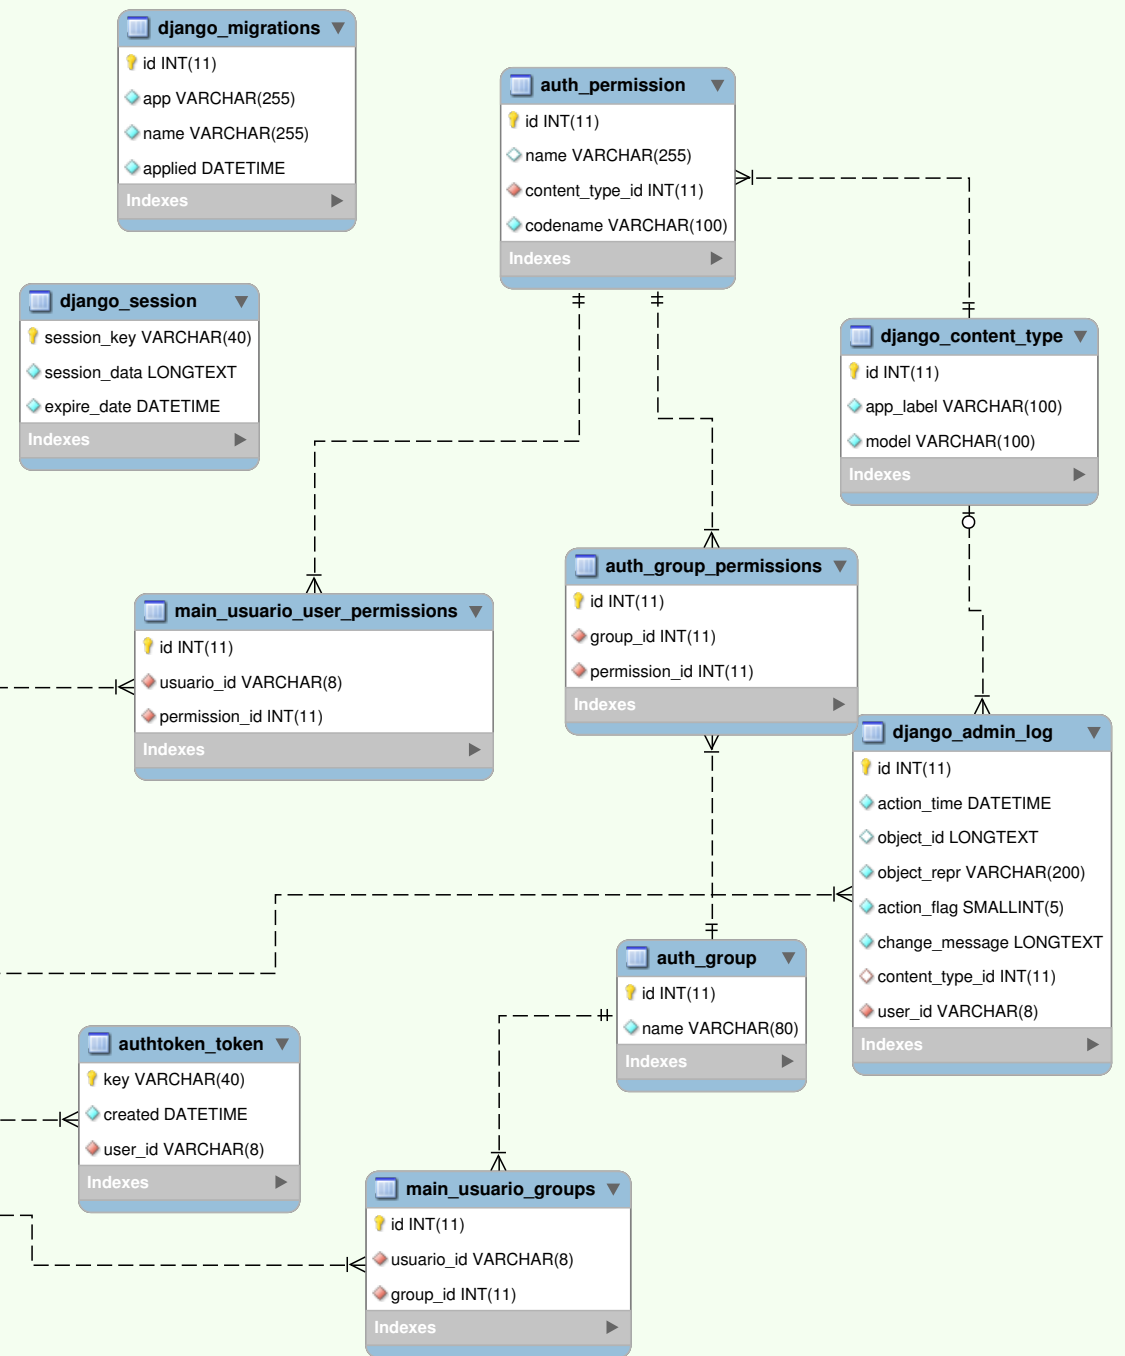 django_migrations
id INT(11)
app VARCHAR(255)
name VARCHAR(255)
applied DATETIME
Indexes
auth_permission
id INT(11)
name VARCHAR(255)
content_type_id INT(11)
codename VARCHAR(100)
Indexes
django_session
session_key VARCHAR(40)
session_data LONGTEXT
expire_date DATETIME
Indexes
django_content_type
id INT(11)
app_label VARCHAR(100)
model VARCHAR(100)
Indexes
auth_group_permissions
id INT(11)
group_id INT(11)
permission_id INT(11)
Indexes
main_usuario_user_permissions
id INT(11)
usuario_id VARCHAR(8)
permission_id INT(11)
Indexes
django_admin_log
id INT(11)
action_time DATETIME
object_id LONGTEXT
object_repr VARCHAR(200)
action_flag SMALLINT(5)
change_message LONGTEXT
content_type_id INT(11)
user_id VARCHAR(8)
Indexes
auth_group
id INT(11)
name VARCHAR(80)
Indexes
authtoken_token
key VARCHAR(40)
created DATETIME
user_id VARCHAR(8)
Indexes
main_usuario_groups
id INT(11)
usuario_id VARCHAR(8)
group_id INT(11)
Indexes